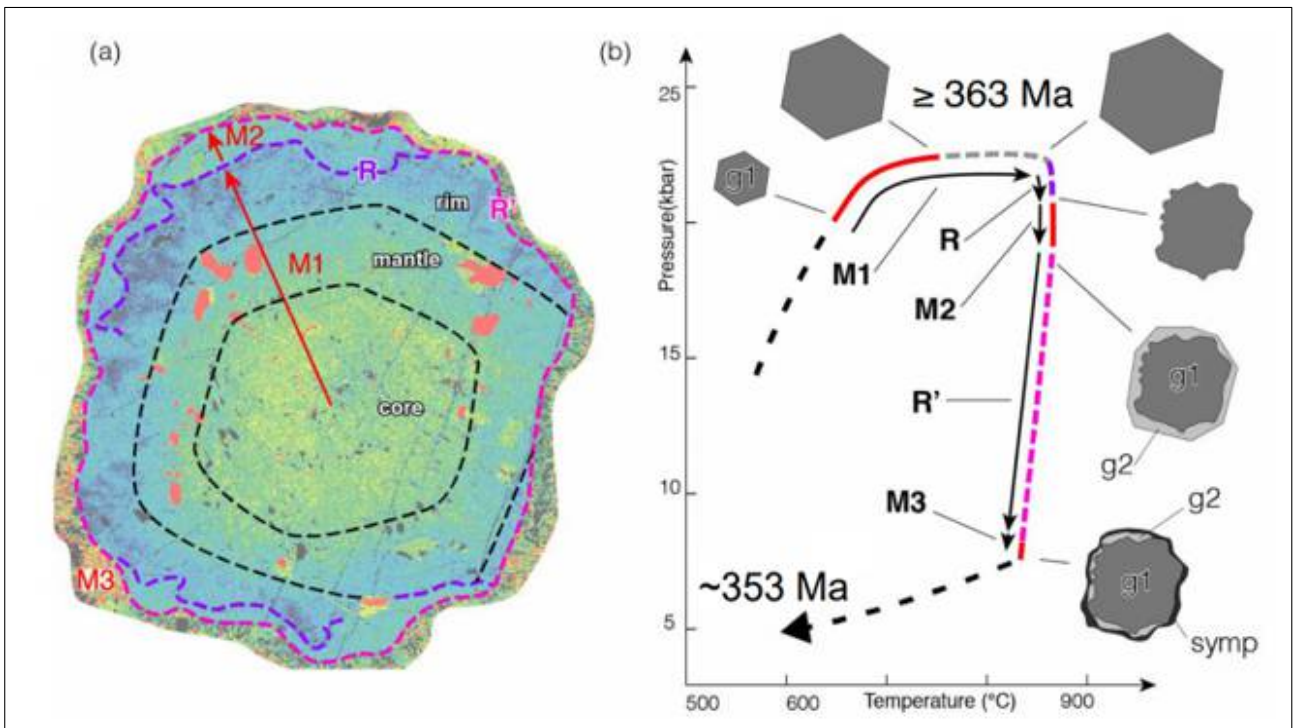 (a)
M2
R
rim
R'
M1
mantle
core
M3
(b)
≥ 363 Ma
25
g1
Pressure(kbar)
R
M1
M2
15
g1
R'
g2
10
M3
g2
~353 Ma
g1
5
symp
500
600
Temperature (°C)
900